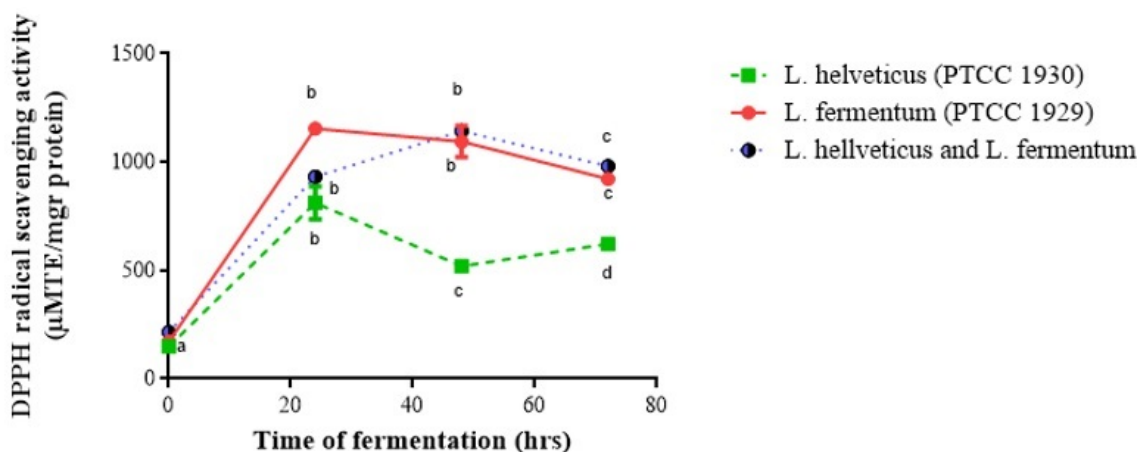 DPPH radical scavenging activity
(µMTE/mgr protein)
1500
1000
500
0
0 20 40 60 80
Time of fermentation (hrs)
b
b
c
b
b
c
b
d
c
a
L. helveticus (PTCC 1930)
L. fermentum (PTCC 1929)
L. hellveticus and L. fermentum